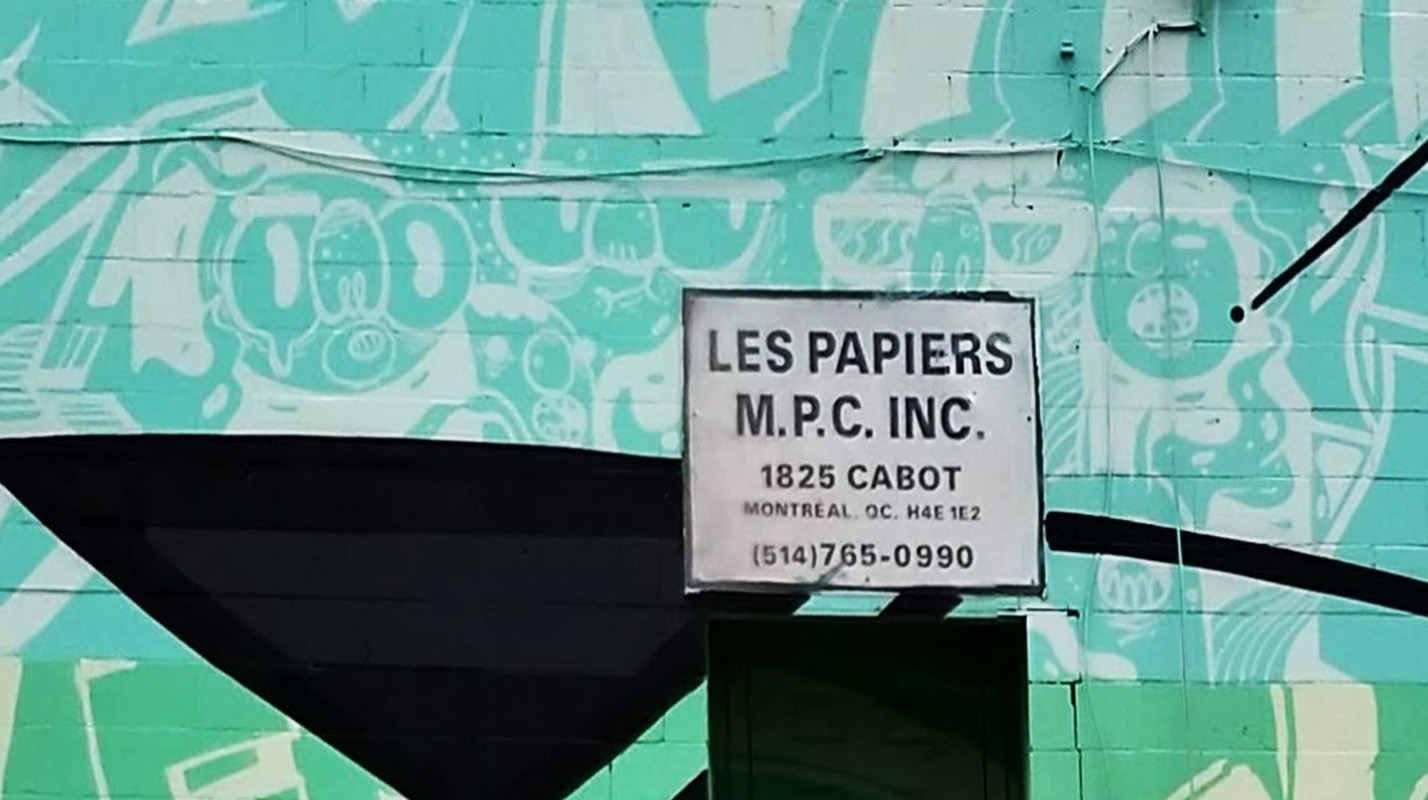 LES PAPIERS
M.P.C. INC.
1825 CABOT
MONTRÉAL. QC. H4E 1E2
(514)765-0990